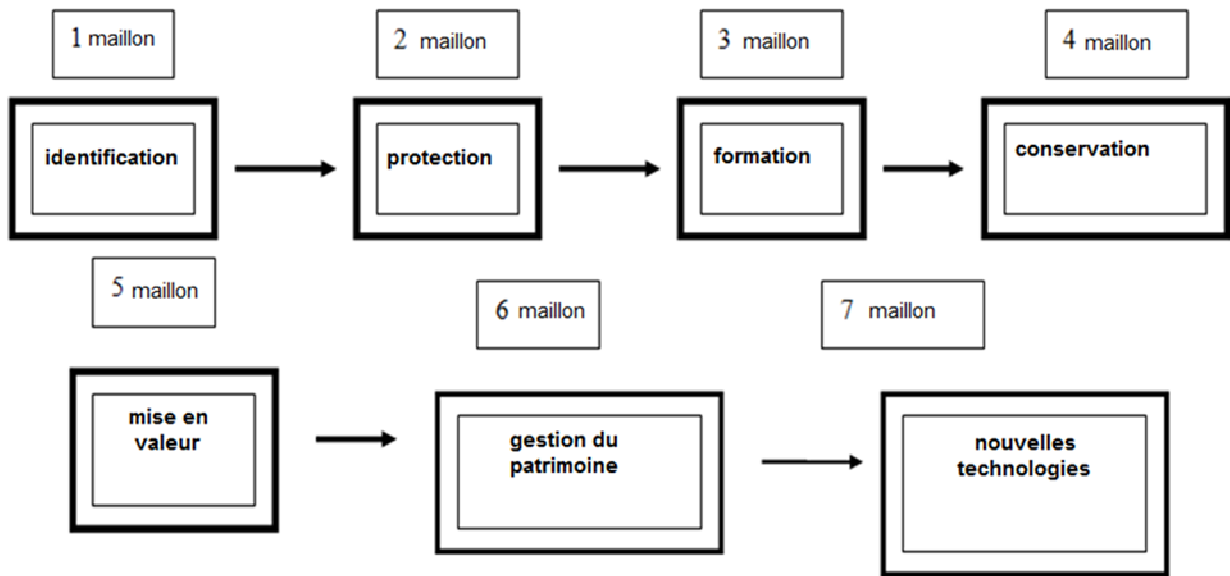 1 maillon
2 maillon
3 maillon
4 maillon
identification
protection
formation
conservation
5 maillon
6 maillon
7 maillon
mise en
valeur
gestion du
patrimoine
nouvelles
technologies